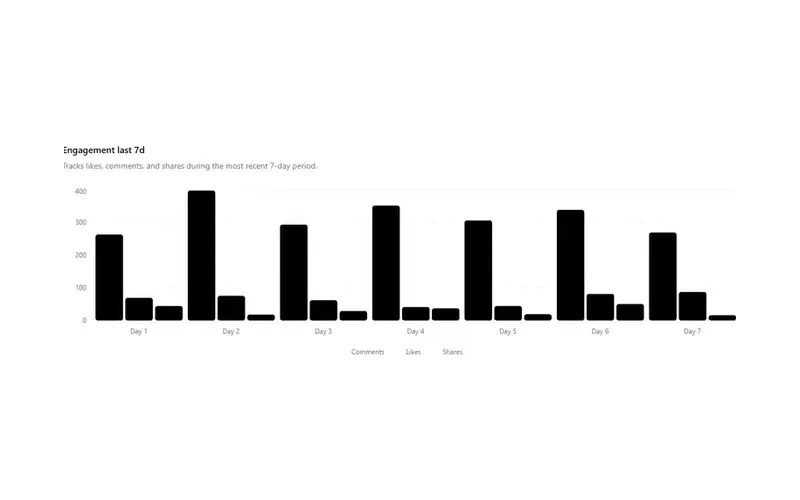 Engagement last 7d
Tracks likes, comments, and shares during the most recent 7-day period.
400
300
200
100
0
Day 1 Day 2 Day 3 Day 4 Day 5 Day 6 Day 7
Comments Likes Shares